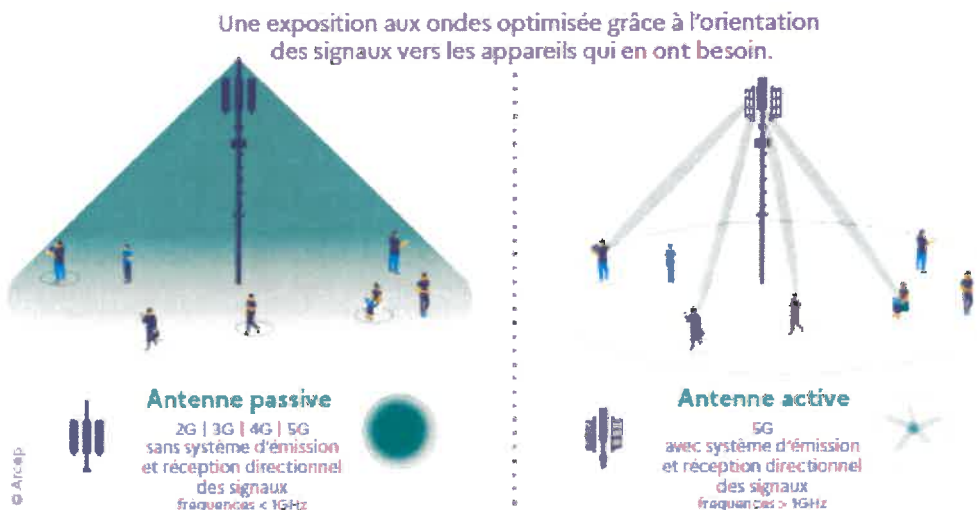 Une exposition aux ondes optimisée grâce à l'orientation
des signaux vers les appareils qui en ont besoin.
Antenne passive
2G | 3G | 4G | 5G
sans système d'émission
et réception directionnel
des signaux
fréquences < 1GHz
© Arcep
Antenne active
5G
avec système d'émission
et réception directionnel
des signaux
fréquences > 1GHz